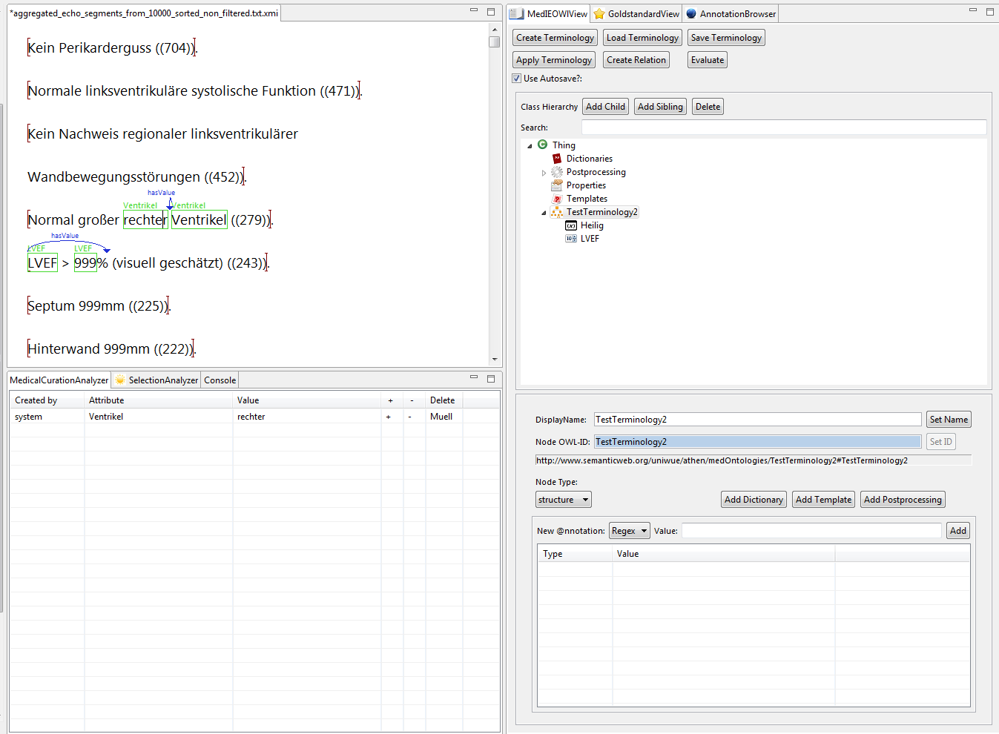 *aggregated_echo_segments_from_10000_sorted_non_filtered.txt.xmi
Kein Perikarderguss ((704)).
Normale linksventrikuläre systolische Funktion ((471)).
Kein Nachweis regionaler linksventrikulärer
Wandbewegungsstörungen ((452)).
hasValue
Ventrikel Ventrikel
Normal großer rechter Ventrikel ((279)).
hasValue
LVEF LVEF
LVEF > 999% (visuell geschätzt) ((243)).
Septum 999mm ((225)).
Hinterwand 999mm ((222)).
MedicalCurationAnalyzer SelectionAnalyzer Console
Created by Attribute Value + - Delete
system Ventrikel rechter + - Muell
MedIEOWlView GoldstandardView AnnotationBrowser
Create Terminology Load Terminology Save Terminology
Apply Terminology Create Relation Evaluate
Use Autosave?:
Class Hierarchy Add Child Add Sibling Delete
Search:
Thing
Dictionaries
Postprocessing
Properties
Templates
TestTerminology2
(x) Heilig
10 LVEF
DisplayName: TestTerminology2 Set Name
Node OWL-ID: TestTerminology2 Set ID
http://www.semanticweb.org/uniwue/athen/medOntologies/TestTerminology2#TestTerminology2
Node Type:
structure Add Dictionary Add Template Add Postprocessing
New @nnotation: Regex Value: Add
Type Value